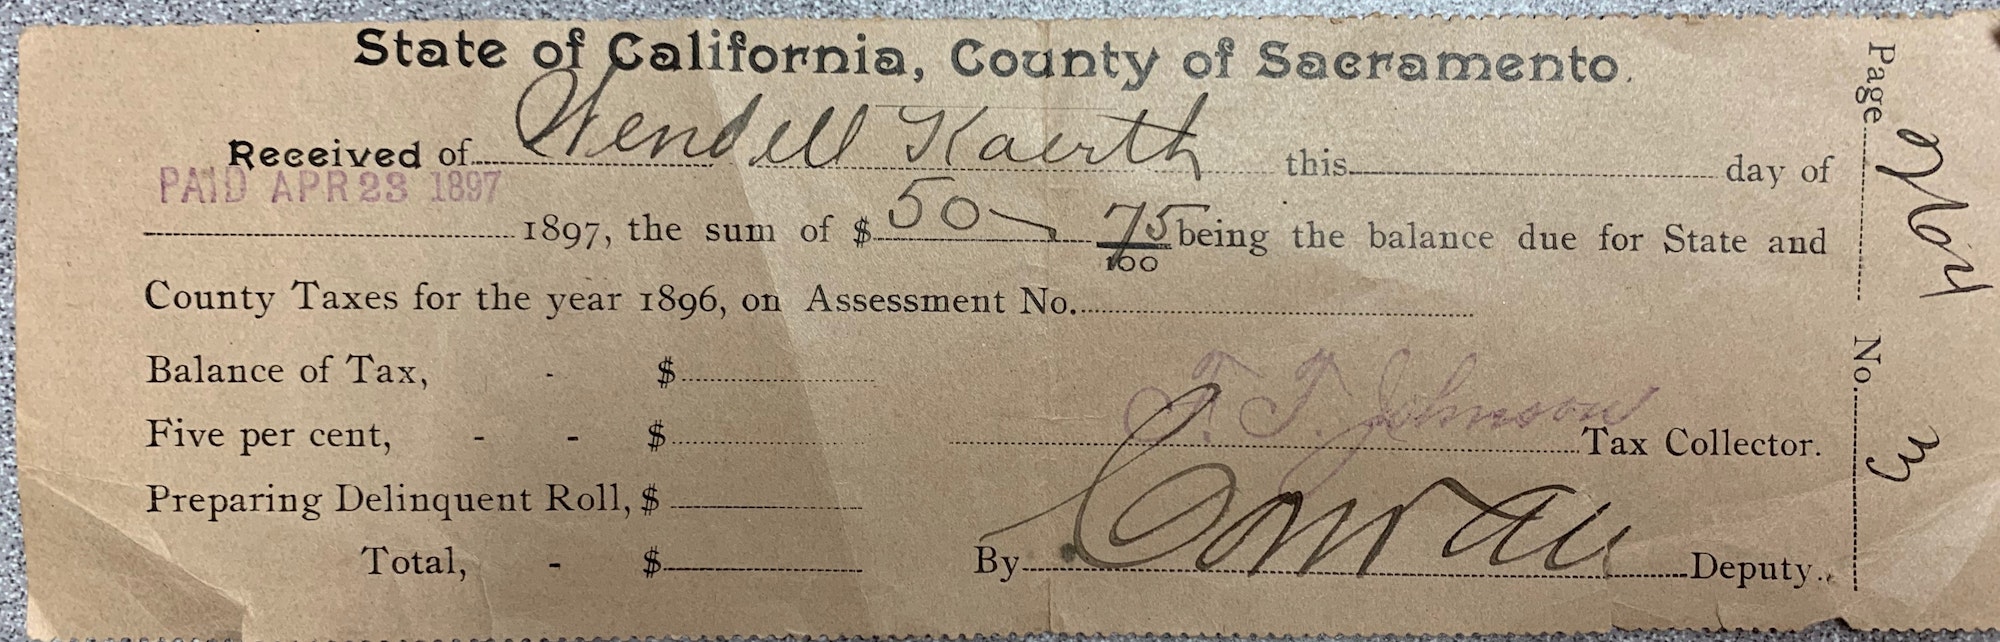 State of California, County of Sacramento.
Received of Wendell Kaerth this day of
PAID APR 23 1897
1897, the sum of $ 50 75/100 being the balance due for State and
County Taxes for the year 1896, on Assessment No.
Balance of Tax, - $
Five per cent, - - $
T. Johnson Tax Collector.
Preparing Delinquent Roll, $
Total, - $
By Deputy.
Page
No. 3